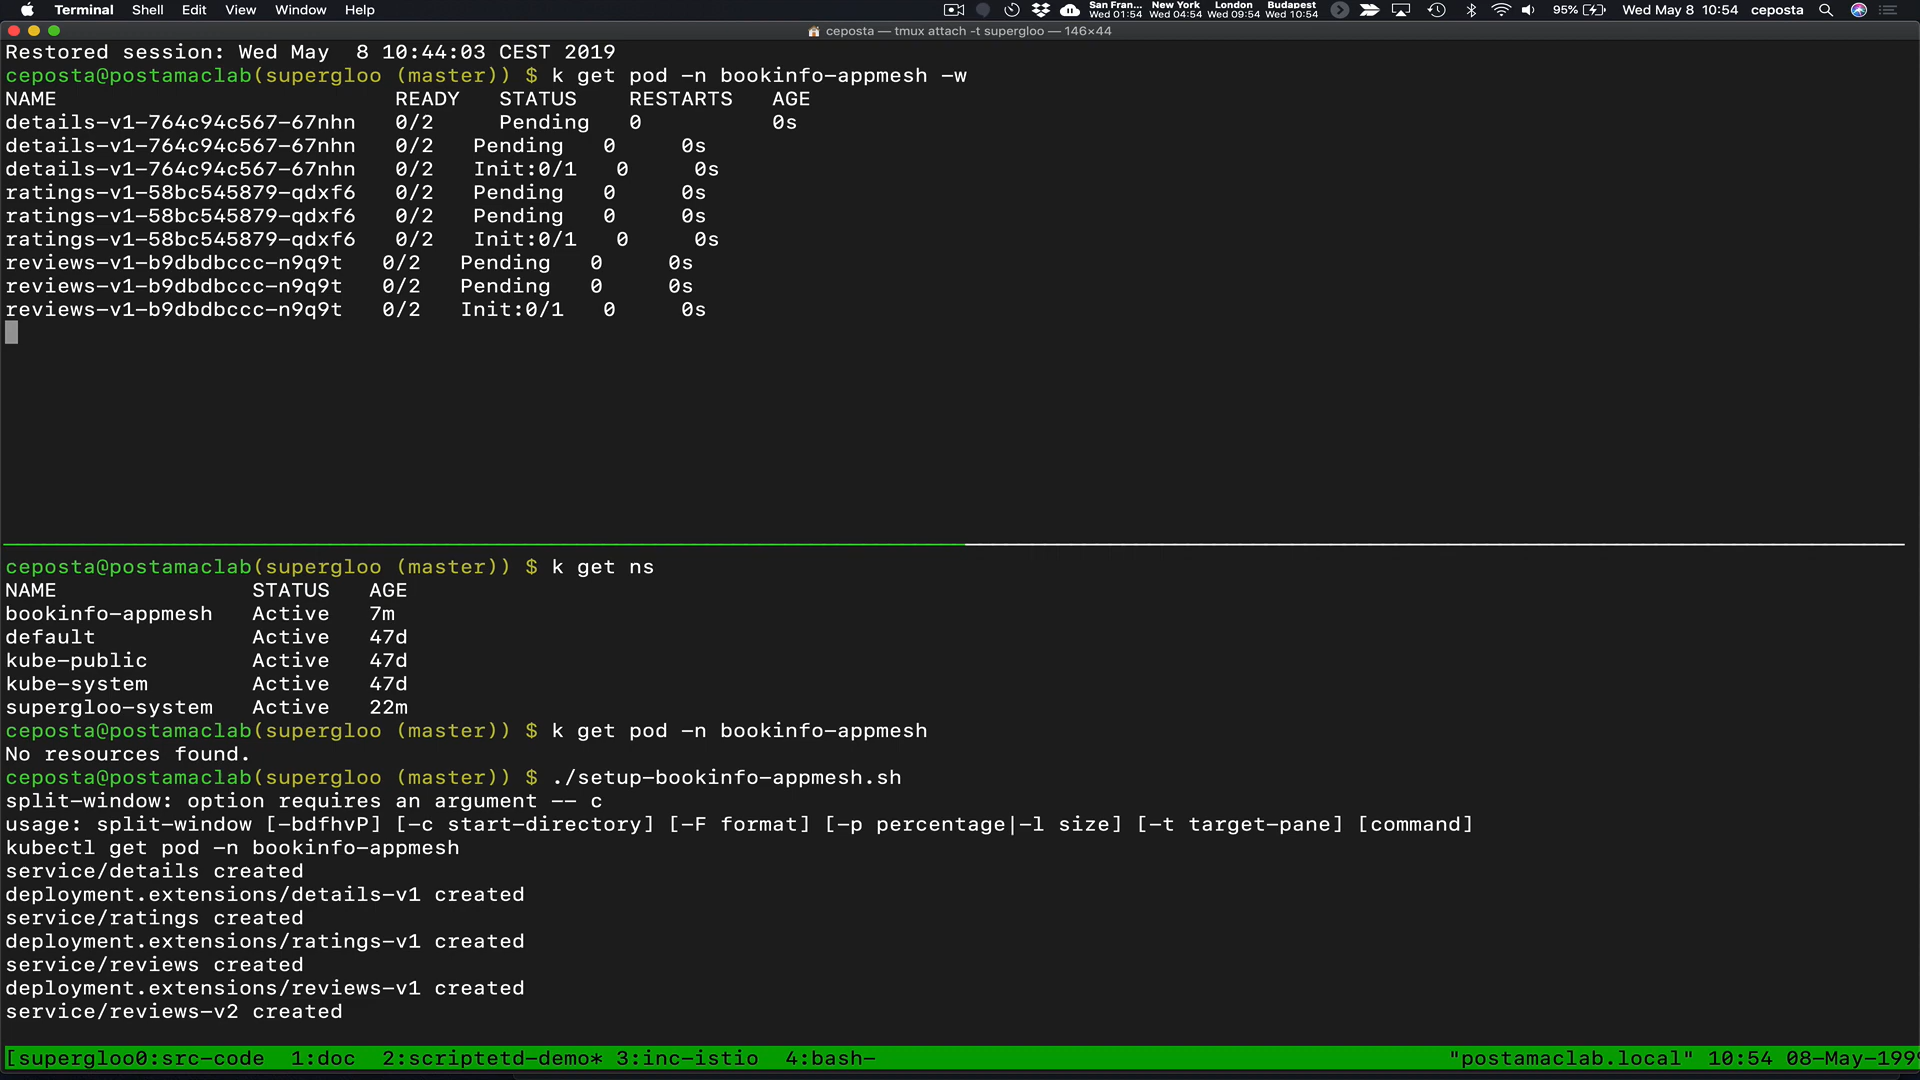 Terminal Shell Edit View Window Help San Fran... Wed 01:54 New York Wed 04:54 London Wed 09:54 Budapest Wed 10:54 95% Wed May 8 10:54 ceposta
ceposta — tmux attach -t supergloo — 146×44
Restored session: Wed May  8 10:44:03 CEST 2019
ceposta@postamaclab(supergloo (master)) $ k get pod -n bookinfo-appmesh -w
NAME                          READY   STATUS    RESTARTS   AGE
details-v1-764c94c567-67nhn   0/2     Pending   0          0s
details-v1-764c94c567-67nhn   0/2   Pending   0     0s
details-v1-764c94c567-67nhn   0/2   Init:0/1   0     0s
ratings-v1-58bc545879-qdxf6   0/2   Pending   0     0s
ratings-v1-58bc545879-qdxf6   0/2   Pending   0     0s
ratings-v1-58bc545879-qdxf6   0/2   Init:0/1   0     0s
reviews-v1-b9dbdbccc-n9q9t   0/2   Pending   0     0s
reviews-v1-b9dbdbccc-n9q9t   0/2   Pending   0     0s
reviews-v1-b9dbdbccc-n9q9t   0/2   Init:0/1   0     0s
ceposta@postamaclab(supergloo (master)) $ k get ns
NAME               STATUS   AGE
bookinfo-appmesh   Active   7m
default            Active   47d
kube-public        Active   47d
kube-system        Active   47d
supergloo-system   Active   22m
ceposta@postamaclab(supergloo (master)) $ k get pod -n bookinfo-appmesh
No resources found.
ceposta@postamaclab(supergloo (master)) $ ./setup-bookinfo-appmesh.sh
split-window: option requires an argument -- c
usage: split-window [-bdfhvP] [-c start-directory] [-F format] [-p percentage|-l size] [-t target-pane] [command]
kubectl get pod -n bookinfo-appmesh
service/details created
deployment.extensions/details-v1 created
service/ratings created
deployment.extensions/ratings-v1 created
service/reviews created
deployment.extensions/reviews-v1 created
service/reviews-v2 created
[supergloo0:src-code  1:doc  2:scriptetd-demo* 3:inc-istio  4:bash- "postamaclab.local" 10:54 08-May-199